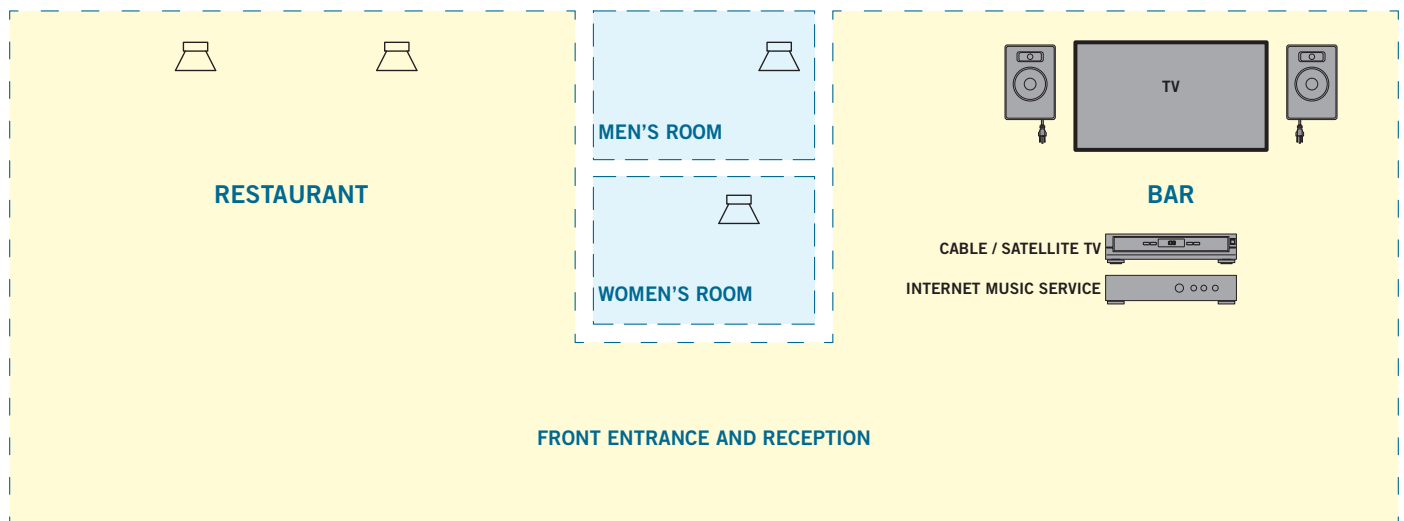 TV
MEN’S ROOM
RESTAURANT
BAR
CABLE / SATELLITE TV
INTERNET MUSIC SERVICE
WOMEN’S ROOM
FRONT ENTRANCE AND RECEPTION